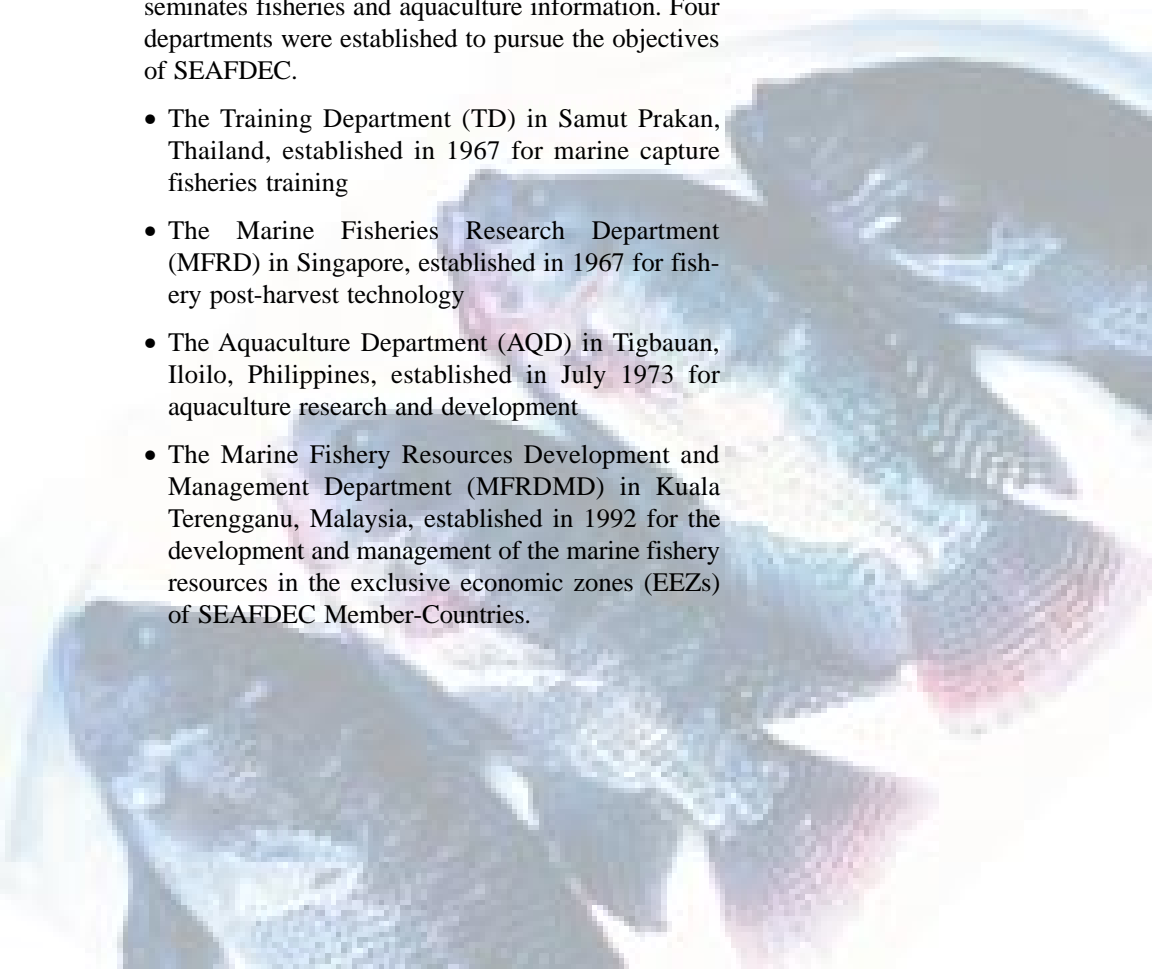 seminates fisheries and aquaculture information. Four
departments were established to pursue the objectives
of SEAFDEC.
• The Training Department (TD) in Samut Prakan,
Thailand, established in 1967 for marine capture
fisheries training
• The Marine Fisheries Research Department
(MFRD) in Singapore, established in 1967 for fish-
ery post-harvest technology
• The Aquaculture Department (AQD) in Tigbauan,
Iloilo, Philippines, established in July 1973 for
aquaculture research and development
• The Marine Fishery Resources Development and
Management Department (MFRDMD) in Kuala
Terengganu, Malaysia, established in 1992 for the
development and management of the marine fishery
resources in the exclusive economic zones (EEZs)
of SEAFDEC Member-Countries.